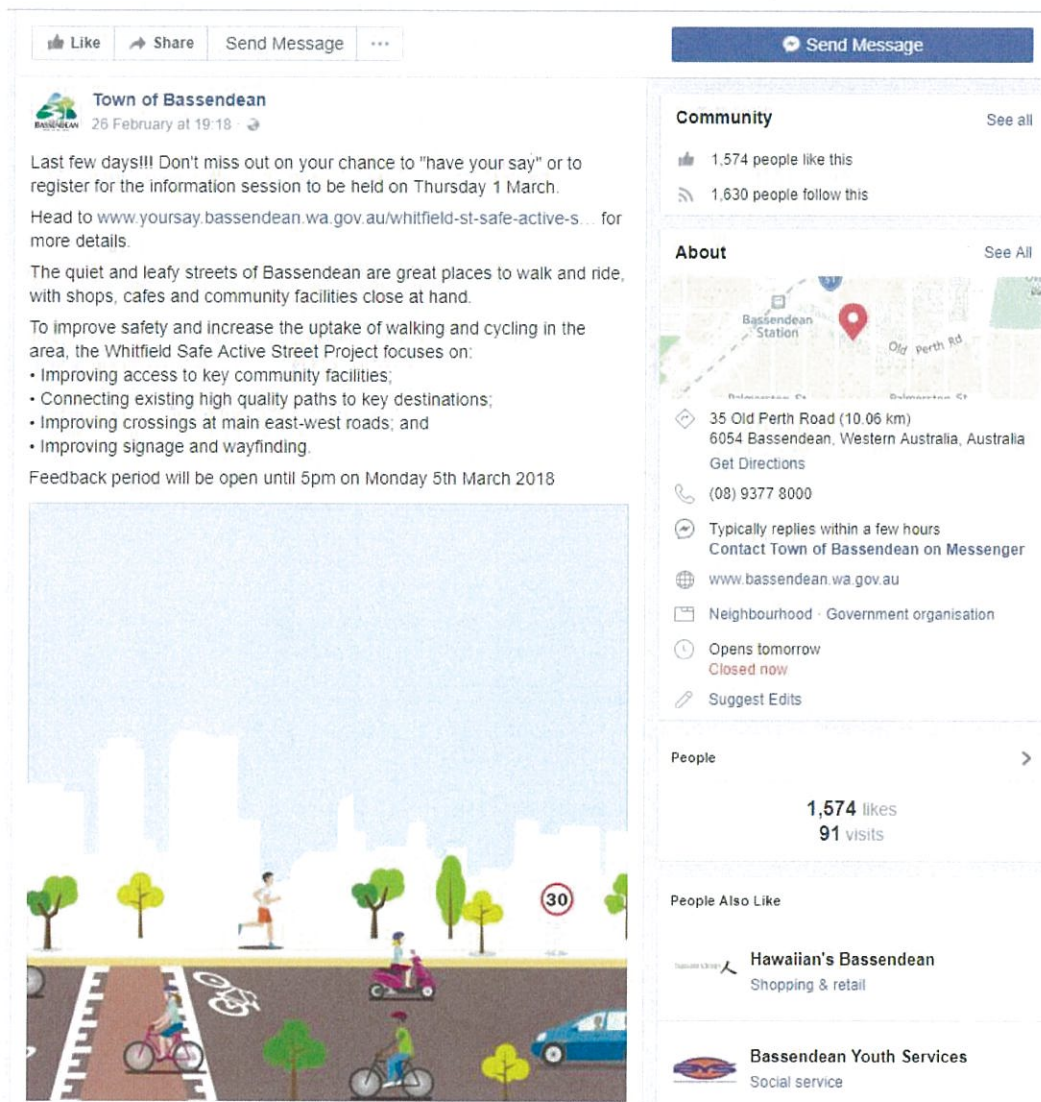 Like
Share
Send Message
...
Send Message
Town of Bassendean
26 February at 19:18 ·
BASSENDEAN
Last few days!!! Don't miss out on your chance to "have your say" or to
register for the information session to be held on Thursday 1 March.
Head to www.yoursay.bassendean.wa.gov.au/whitfield-st-safe-active-s... for
more details.
The quiet and leafy streets of Bassendean are great places to walk and ride,
with shops, cafes and community facilities close at hand.
To improve safety and increase the uptake of walking and cycling in the
area, the Whitfield Safe Active Street Project focuses on:
• Improving access to key community facilities;
• Connecting existing high quality paths to key destinations;
• Improving crossings at main east-west roads; and
• Improving signage and wayfinding.
Feedback period will be open until 5pm on Monday 5th March 2018
30
Community
See all
1,574 people like this
1,630 people follow this
About
See All
51
Bassendean
Station
Old Perth Rd
Palmerston St
Palmerston St
35 Old Perth Road (10.06 km)
6054 Bassendean, Western Australia, Australia
Get Directions
(08) 9377 8000
Typically replies within a few hours
Contact Town of Bassendean on Messenger
www.bassendean.wa.gov.au
Neighbourhood · Government organisation
Opens tomorrow
Closed now
Suggest Edits
People
1,574 likes
91 visits
People Also Like
Hawaiian's Bassendean
Shopping & retail
Bassendean Youth Services
Social service